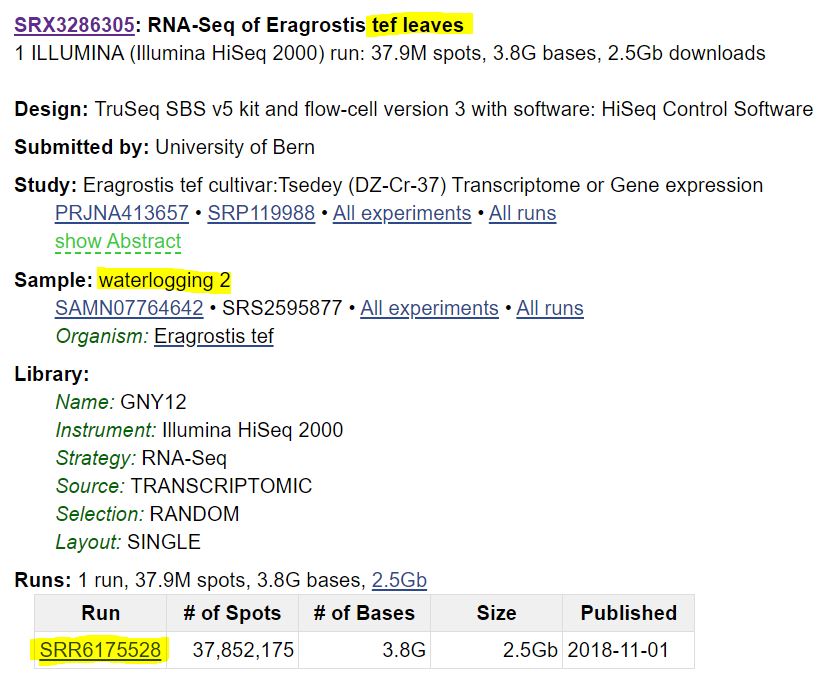 SRX3286305: RNA-Seq of Eragrostis tef leaves
1 ILLUMINA (Illumina HiSeq 2000) run: 37.9M spots, 3.8G bases, 2.5Gb downloads
Design: TruSeq SBS v5 kit and flow-cell version 3 with software: HiSeq Control Software
Submitted by: University of Bern
Study: Eragrostis tef cultivar:Tsedey (DZ-Cr-37) Transcriptome or Gene expression
PRJNA413657 • SRP119988 • All experiments • All runs
show Abstract
Sample: waterlogging 2
SAMN07764642 • SRS2595877 • All experiments • All runs
Organism: Eragrostis tef
Library:
Name: GNY12
Instrument: Illumina HiSeq 2000
Strategy: RNA-Seq
Source: TRANSCRIPTOMIC
Selection: RANDOM
Layout: SINGLE
Runs: 1 run, 37.9M spots, 3.8G bases, 2.5Gb
Run # of Spots # of Bases Size Published
SRR6175528 37,852,175 3.8G 2.5Gb 2018-11-01